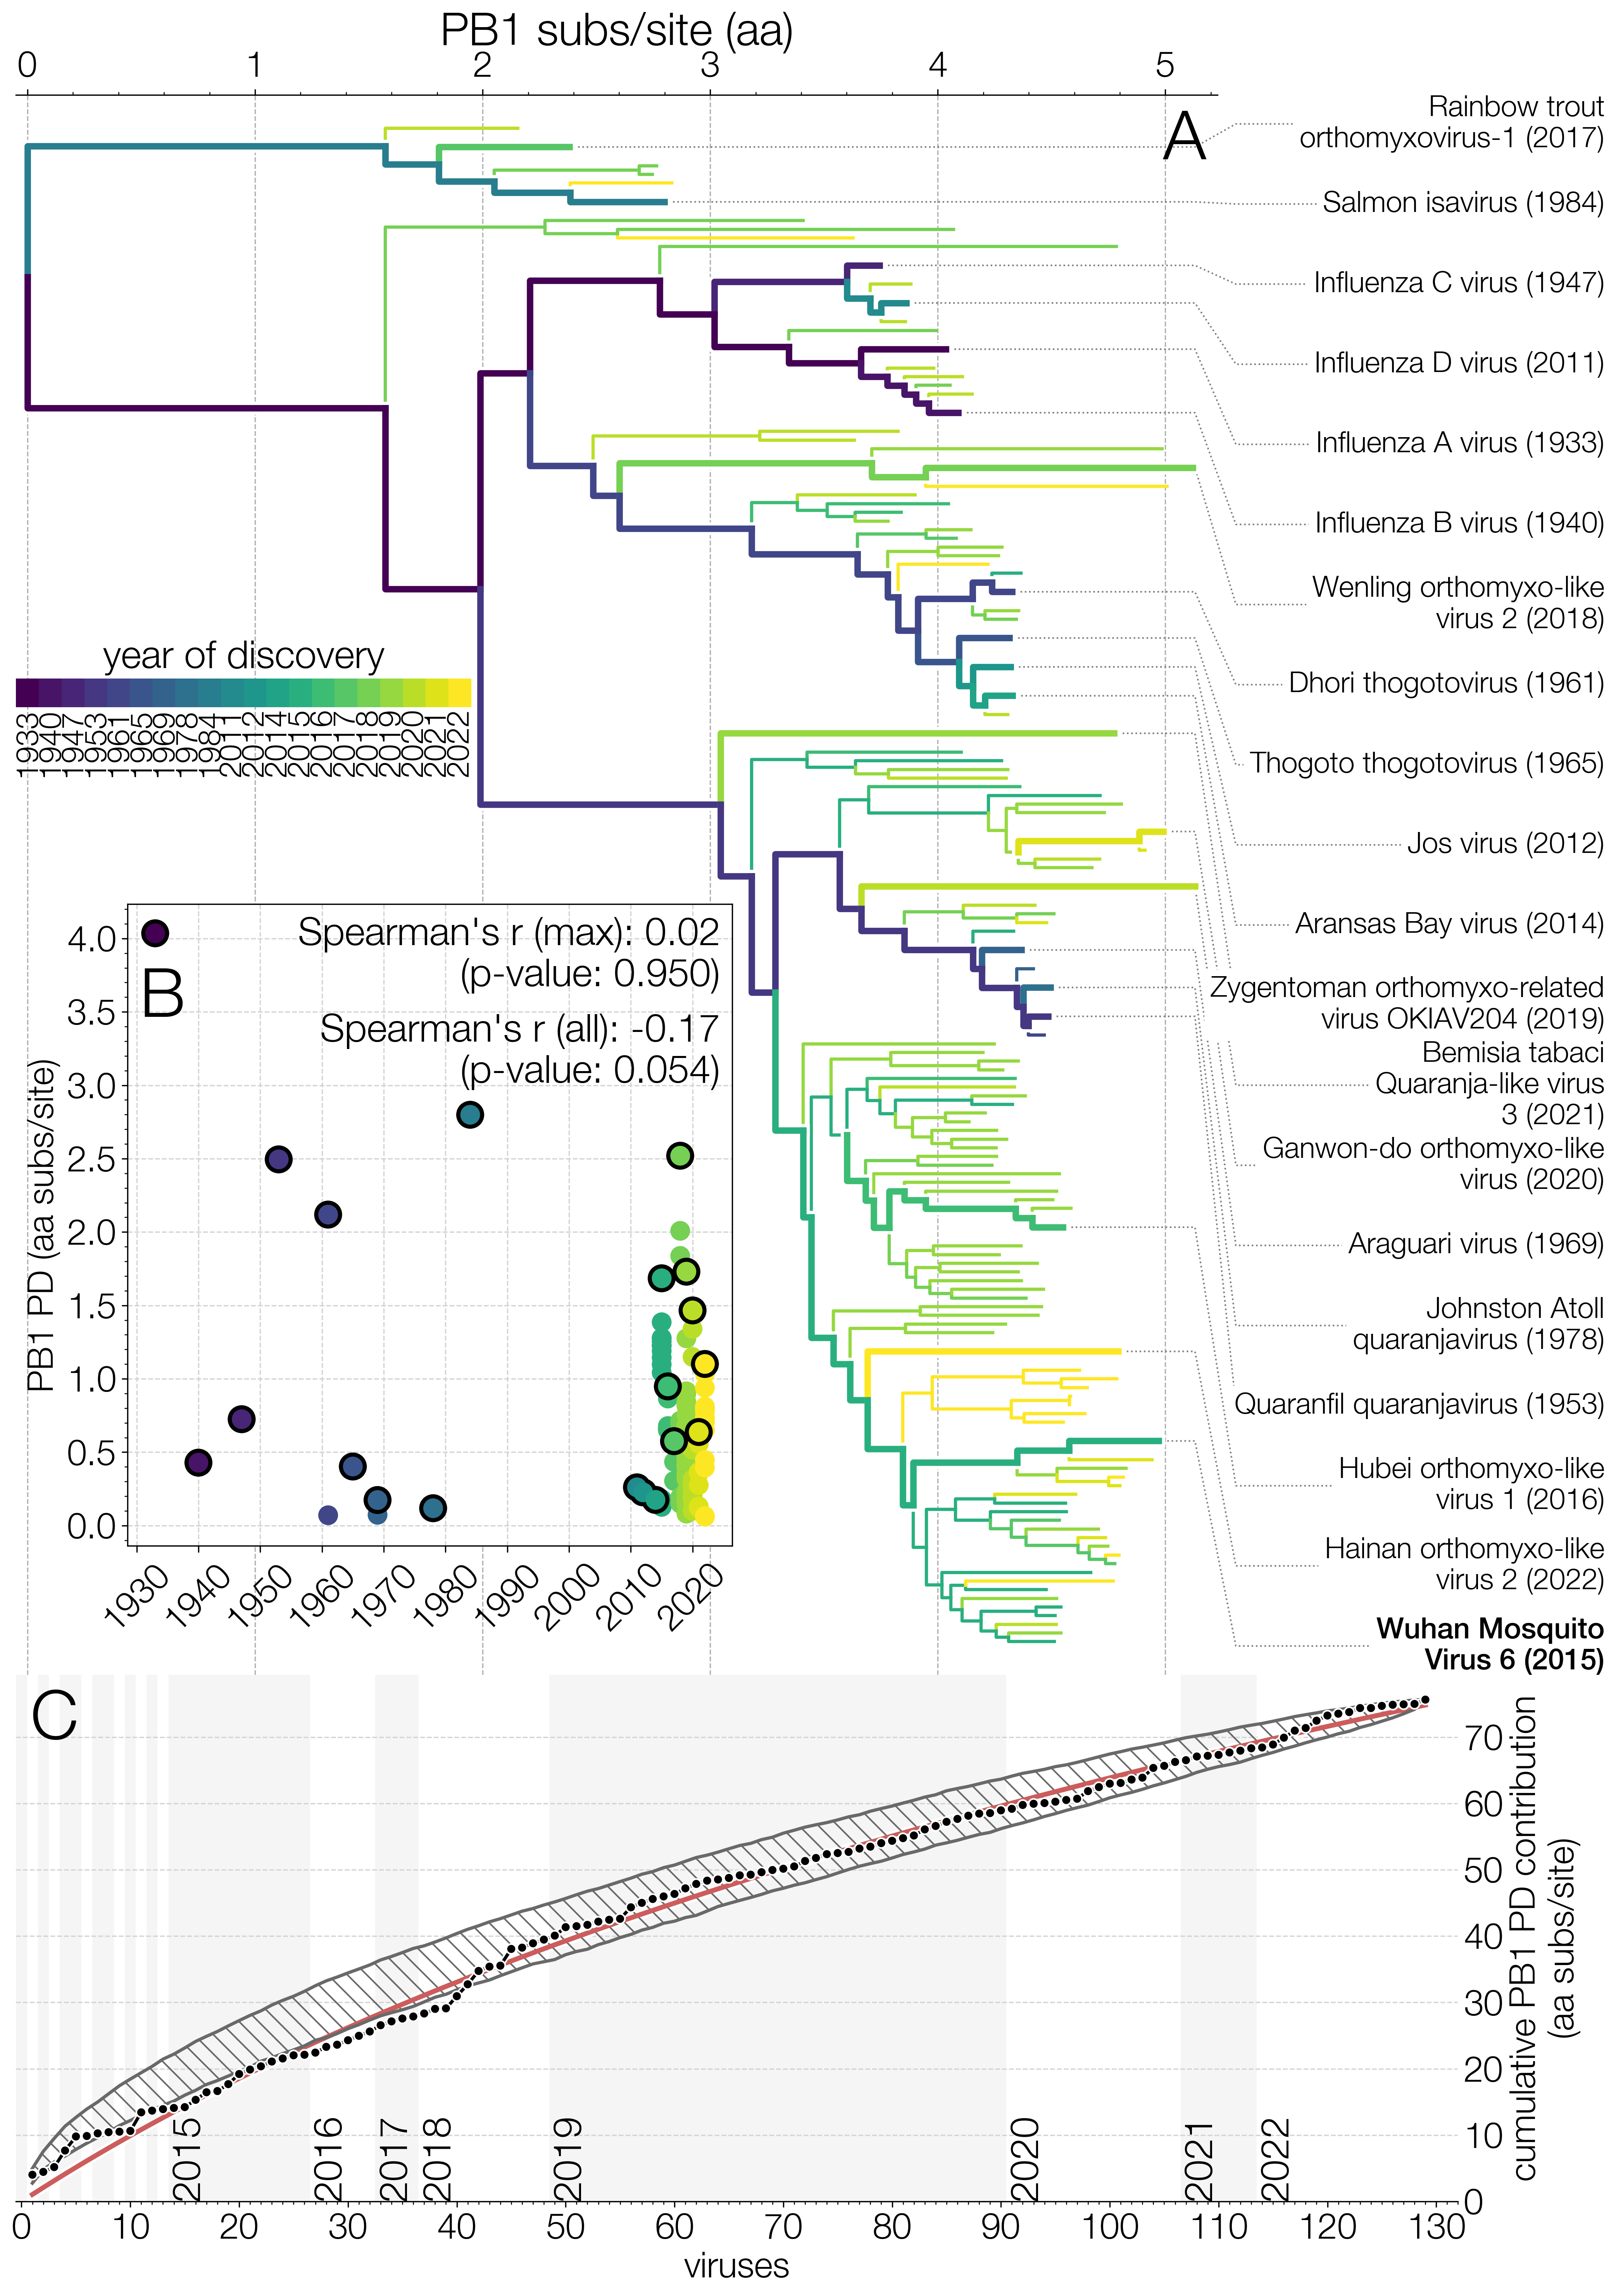 PB1 subs/site (aa)
0 1 2 3 4 5
A
Rainbow trout
orthomyxovirus-1 (2017)
Salmon isavirus (1984)
Influenza C virus (1947)
Influenza D virus (2011)
Influenza A virus (1933)
Influenza B virus (1940)
Wenling orthomyxo-like
virus 2 (2018)
Dhori thogotovirus (1961)
Thogoto thogotovirus (1965)
Jos virus (2012)
Aransas Bay virus (2014)
Zygentoman orthomyxo-related
virus OKIAV204 (2019)
Bemisia tabaci
Quaranja-like virus
3 (2021)
Ganwon-do orthomyxo-like
virus (2020)
Araguari virus (1969)
Johnston Atoll
quaranjavirus (1978)
Quaranfil quaranjavirus (1953)
Hubei orthomyxo-like
virus 1 (2016)
Hainan orthomyxo-like
virus 2 (2022)
Wuhan Mosquito
Virus 6 (2015)
year of discovery
1933 1940 1947 1953 1961 1965 1969 1978 1984 2011 2012 2014 2015 2016 2017 2018 2019 2020 2021 2022
B
Spearman's r (max): 0.02
(p-value: 0.950)
Spearman's r (all): -0.17
(p-value: 0.054)
PB1 PD (aa subs/site)
4.0
3.5
3.0
2.5
2.0
1.5
1.0
0.5
0.0
1930 1940 1950 1960 1970 1980 1990 2000 2010 2020
C
2015 2016 2017 2018 2019 2020 2021 2022
70
60
50
40
30
20
10
0
cumulative PB1 PD contribution
(aa subs/site)
0 10 20 30 40 50 60 70 80 90 100 110 120 130
viruses